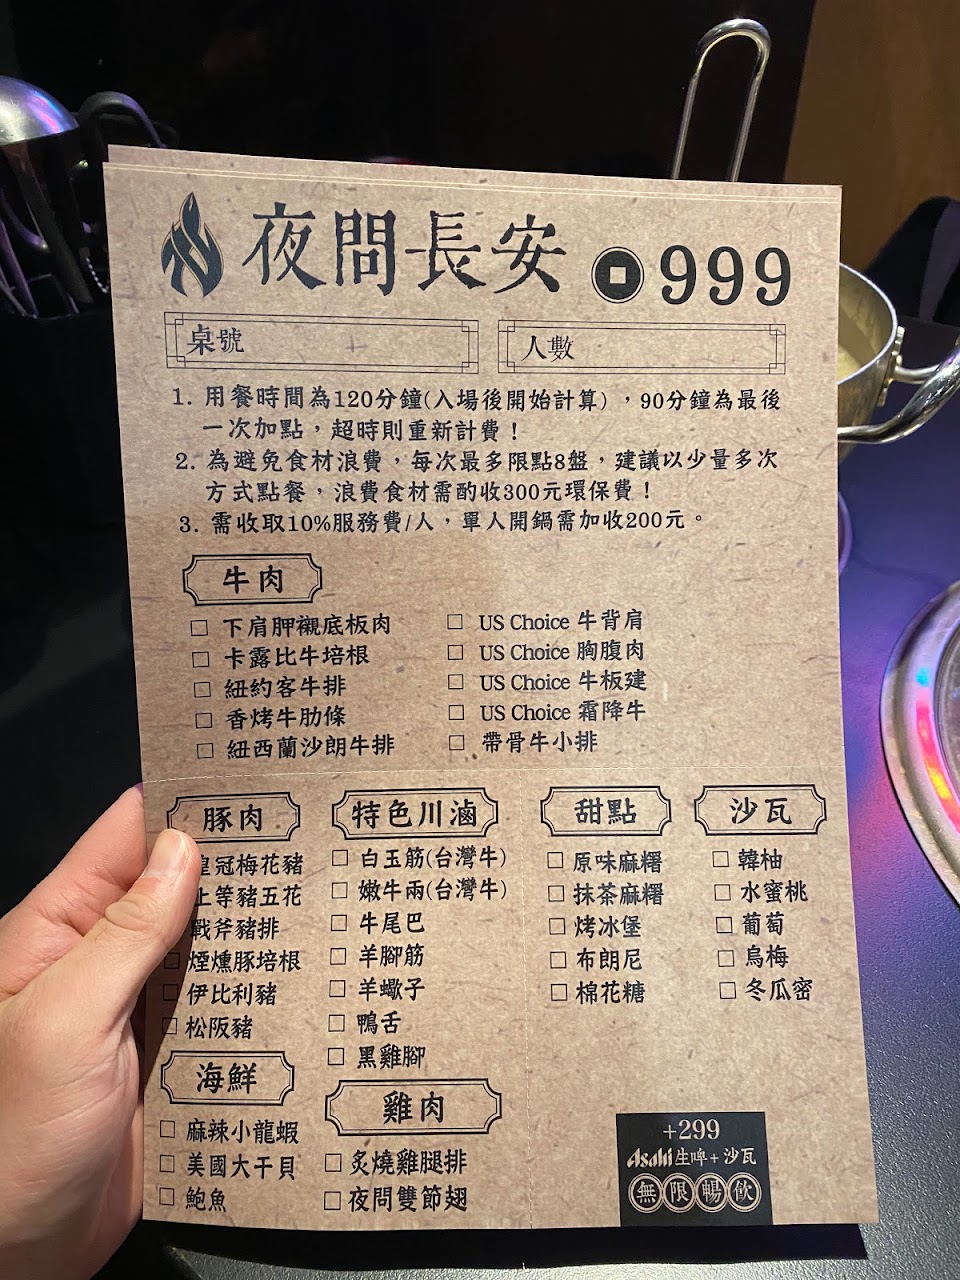 夜問長安 999
桌號 人數
1. 用餐時間為120分鐘(入場後開始計算) ，90分鐘為最後
一次加點，超時則重新計費！
2. 為避免食材浪費，每次最多限點8盤，建議以少量多次
方式點餐，浪費食材需酌收300元環保費！
3. 需收取10%服務費/人，單人開鍋需加收200元。
牛肉
□ 下肩胛襯底板肉
□ 卡露比牛培根
□ 紐約客牛排
□ 香烤牛肋條
□ 紐西蘭沙朗牛排
□ US Choice 牛背肩
□ US Choice 胸腹肉
□ US Choice 牛板建
□ US Choice 霜降牛
□ 帶骨牛小排
豚肉
皇冠梅花豬
上等豬五花
戰斧豬排
□ 煙燻豚培根
□ 伊比利豬
□ 松阪豬
海鮮
□ 麻辣小龍蝦
□ 美國大干貝
□ 鮑魚
特色川滷
□ 白玉筋(台灣牛)
□ 嫩牛兩(台灣牛)
□ 牛尾巴
□ 羊腳筋
□ 羊蠍子
□ 鴨舌
□ 黑雞腳
雞肉
□ 炙燒雞腿排
□ 夜問雙節翅
甜點
□ 原味麻糬
□ 抹茶麻糬
□ 烤冰堡
□ 布朗尼
□ 棉花糖
沙瓦
□ 韓柚
□ 水蜜桃
□ 葡萄
□ 烏梅
□ 冬瓜密
+299
Asahi生啤+沙瓦
無限暢飲